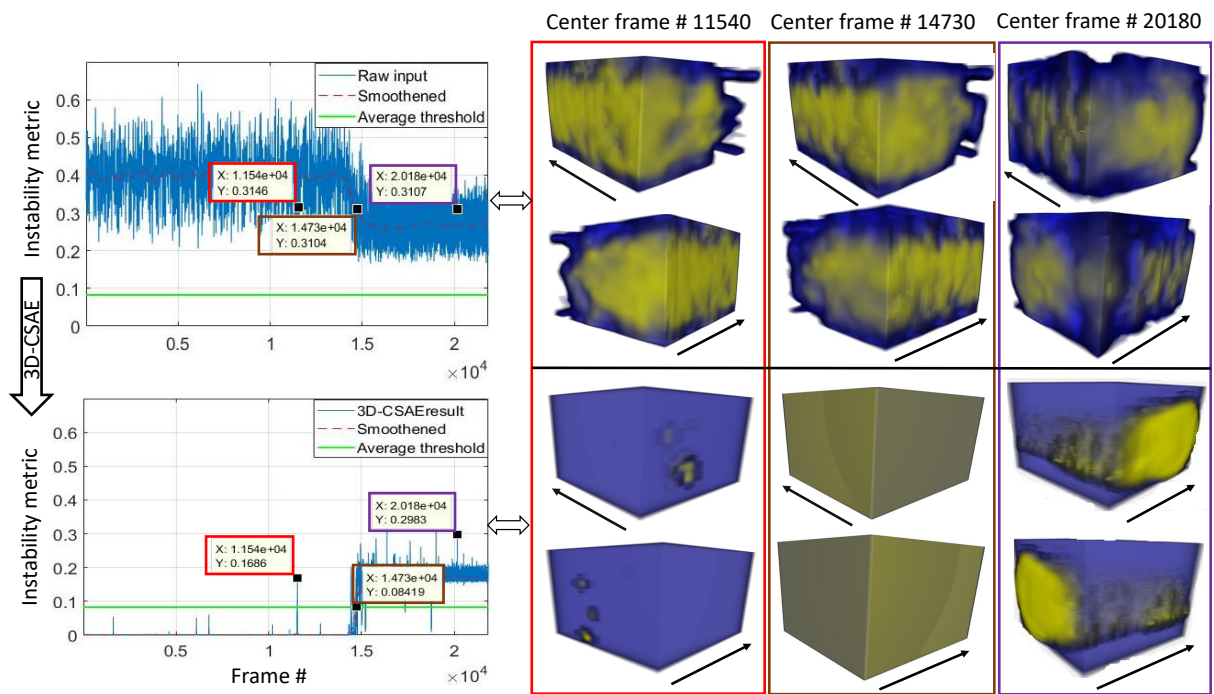 Center frame # 11540
Center frame # 14730
Center frame # 20180
Instability metric
0.6
0.5
0.4
0.3
0.2
0.1
0
Raw input
Smoothened
Average threshold
X: 1.154e+04
Y: 0.3146
X: 2.018e+04
Y: 0.3107
X: 1.473e+04
Y: 0.3104
0.5
1
1.5
2
×10⁴
3D-CSAE
Instability metric
0.6
0.5
0.4
0.3
0.2
0.1
0
3D-CSAEresult
Smoothened
Average threshold
X: 2.018e+04
Y: 0.2983
X: 1.154e+04
Y: 0.1686
X: 1.473e+04
Y: 0.08419
0.5
1
1.5
2
×10⁴
Frame #